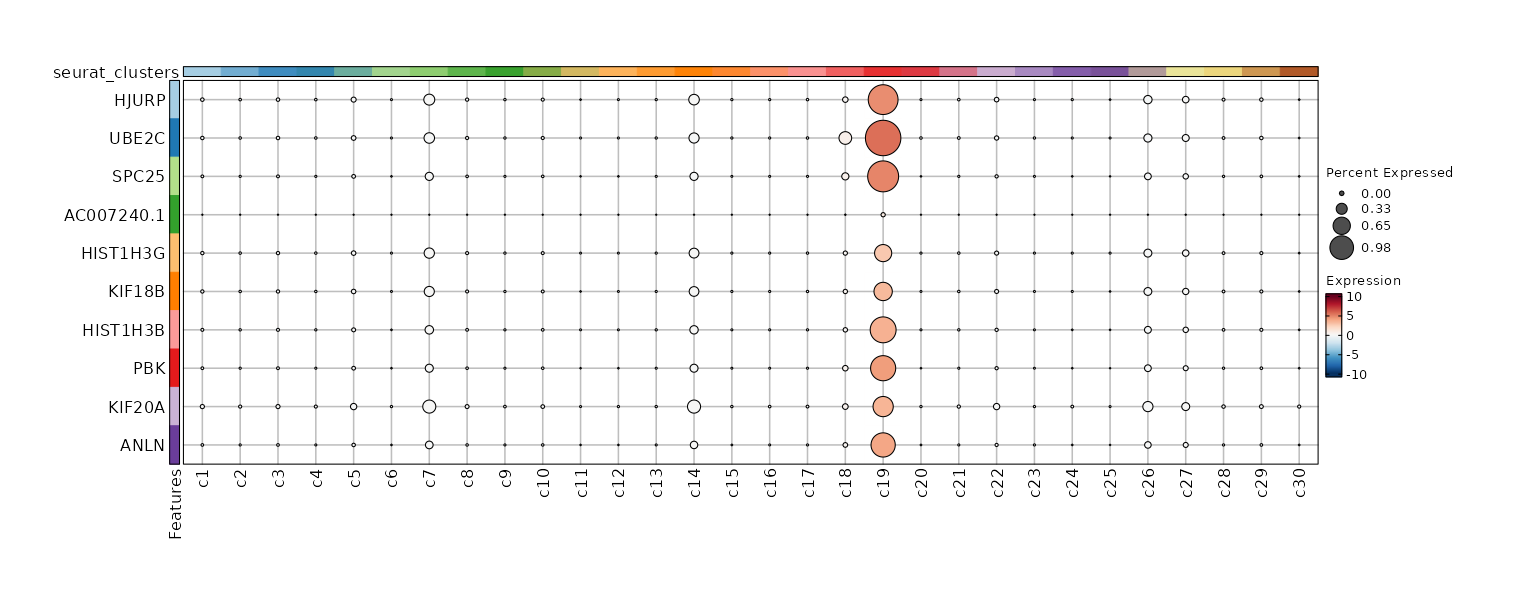 seurat_clusters
HJURP
UBE2C
SPC25
AC007240.1
HIST1H3G
KIF18B
HIST1H3B
PBK
KIF20A
ANLN
Features
c1
c2
c3
c4
c5
c6
c7
c8
c9
c10
c11
c12
c13
c14
c15
c16
c17
c18
c19
c20
c21
c22
c23
c24
c25
c26
c27
c28
c29
c30
Percent Expressed
0.00
0.33
0.65
0.98
Expression
10
5
0
-5
-10